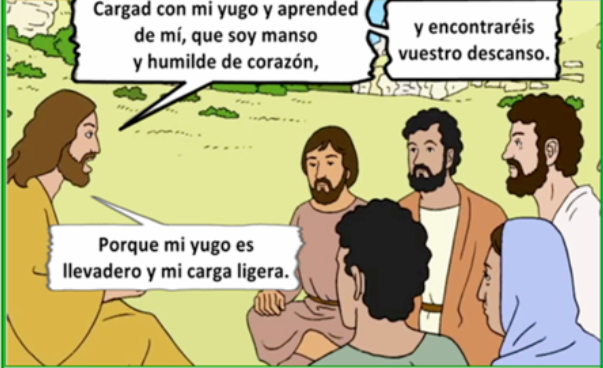 Cargad con mi yugo y aprended
de mí, que soy manso
y humilde de corazón,
y encontraréis
vuestro descanso.
Porque mi yugo es
llevadero y mi carga ligera.